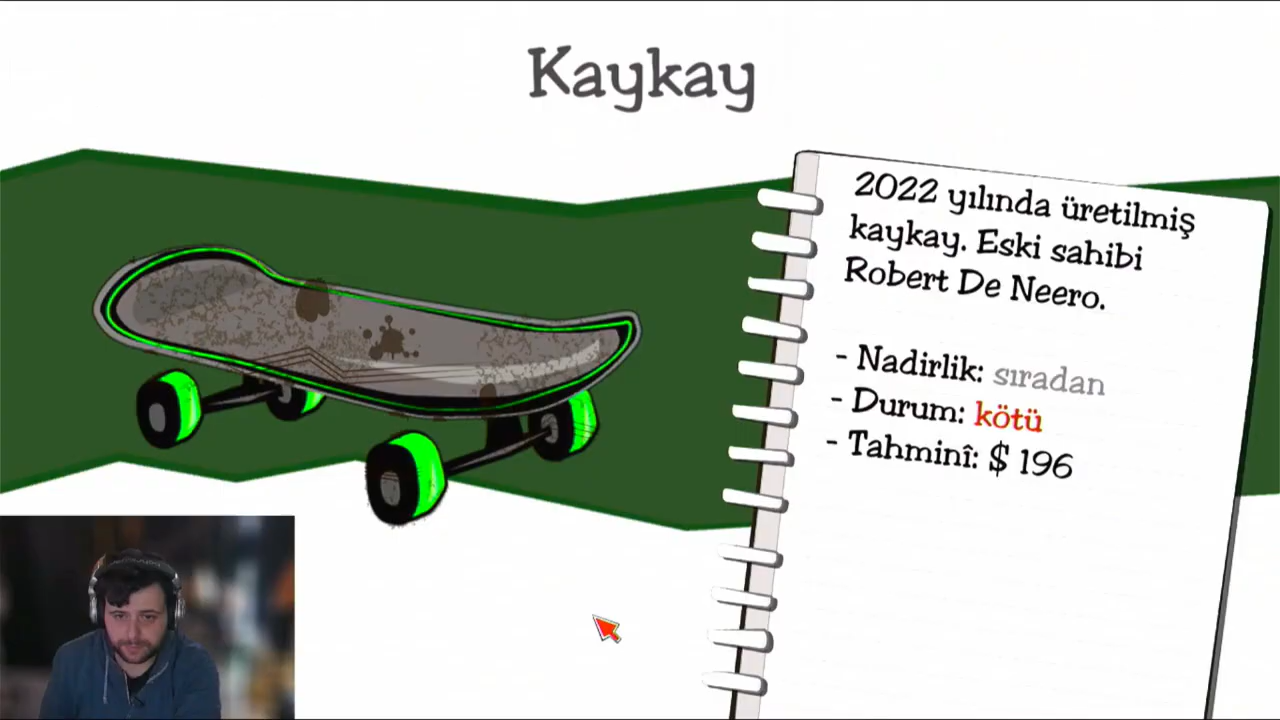 Kaykay
2022 yılında üretilmiş
kaykay. Eski sahibi
Robert De Neero.
- Nadirlik: sıradan
- Durum: kötü
- Tahminî: $ 196